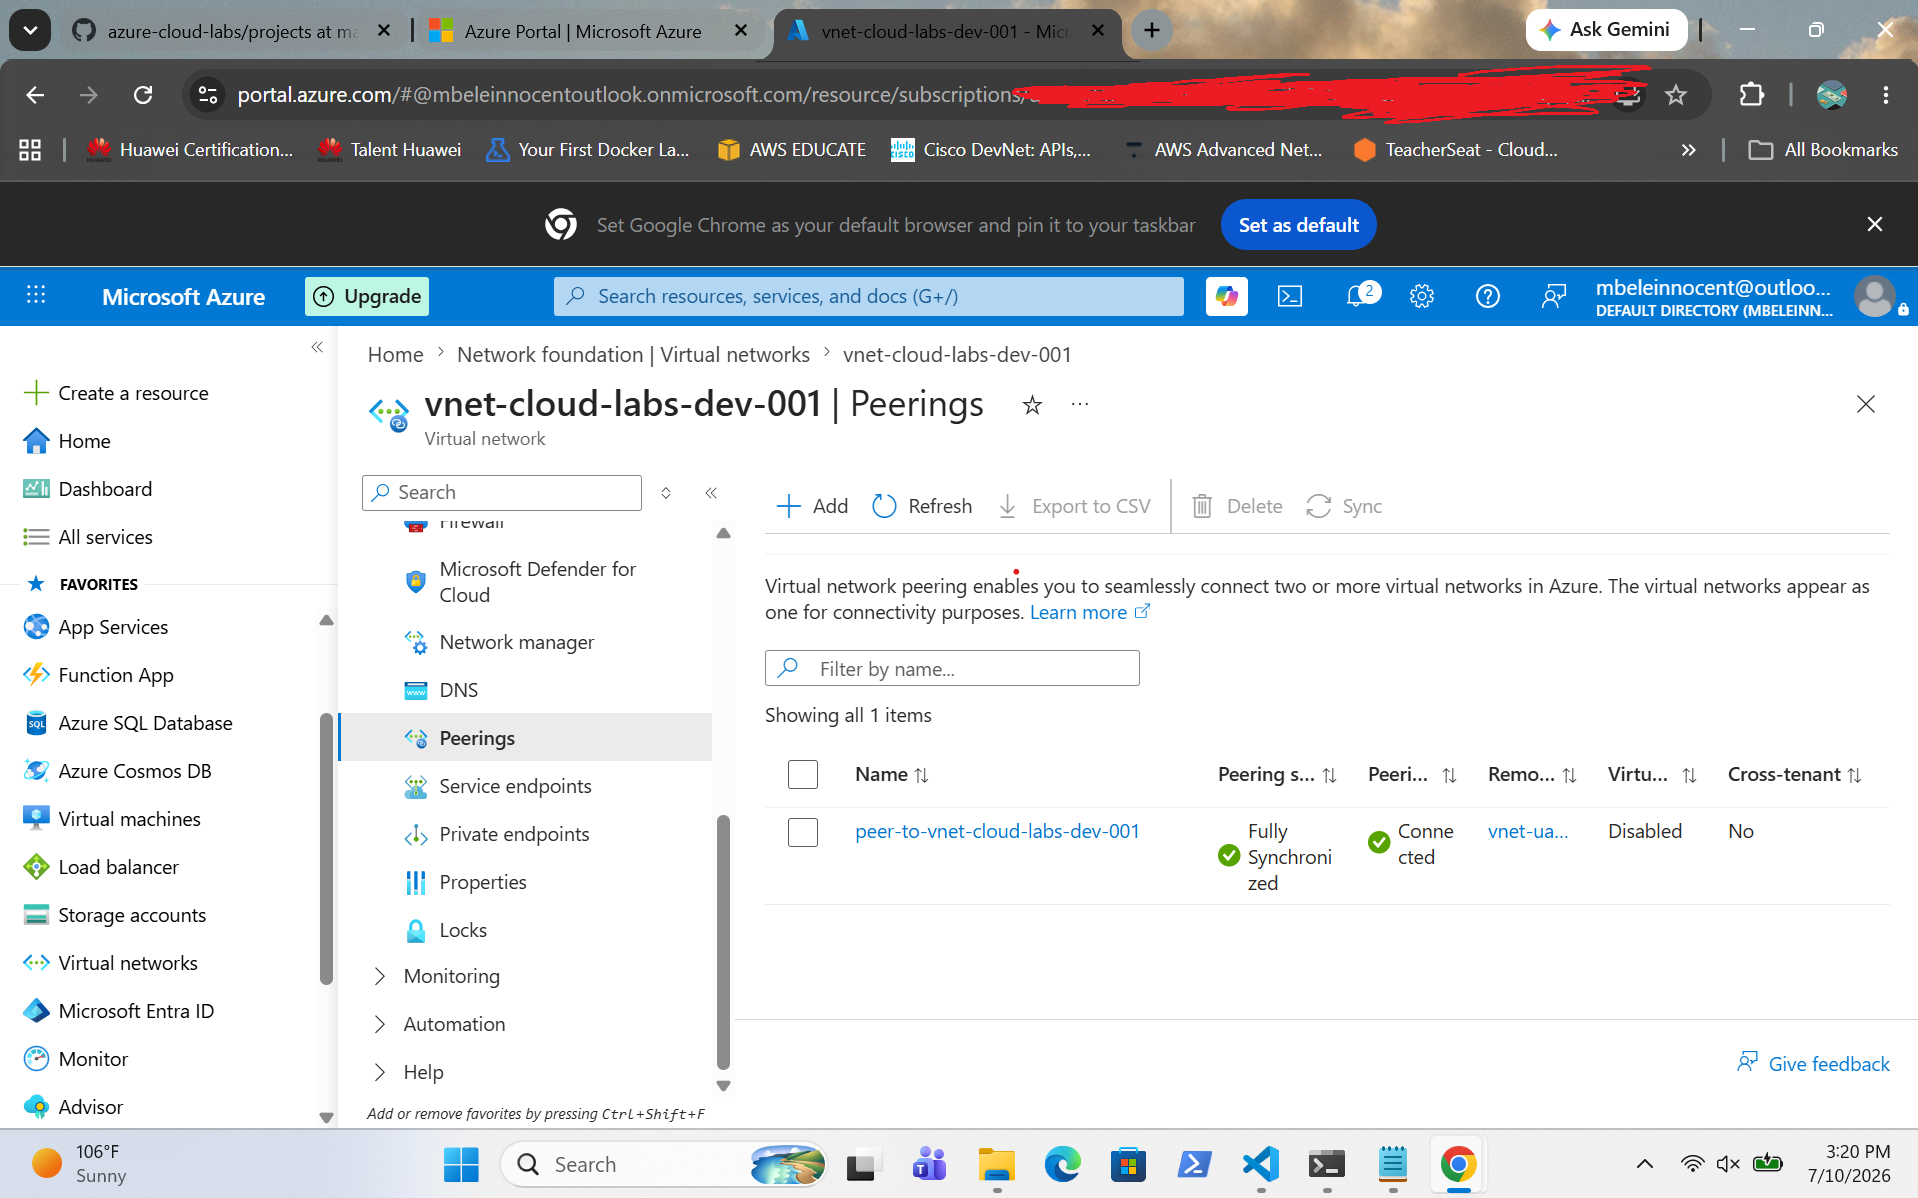 azure-cloud-labs/projects at ma
Azure Portal | Microsoft Azure
vnet-cloud-labs-dev-001 - Micr
Ask Gemini
portal.azure.com/#@mbeleinnocentoutlook.onmicrosoft.com/resource/subscriptions/
Huawei Certification...
Talent Huawei
Your First Docker La...
AWS EDUCATE
Cisco DevNet: APIs,...
AWS Advanced Net...
TeacherSeat - Cloud...
All Bookmarks
Set Google Chrome as your default browser and pin it to your taskbar
Set as default
Microsoft Azure
Upgrade
Search resources, services, and docs (G+/)
2
mbeleinnocent@outloo...
DEFAULT DIRECTORY (MBELEINN...
Create a resource
Home
Dashboard
All services
FAVORITES
App Services
Function App
Azure SQL Database
Azure Cosmos DB
Virtual machines
Load balancer
Storage accounts
Virtual networks
Microsoft Entra ID
Monitor
Advisor
Home > Network foundation | Virtual networks > vnet-cloud-labs-dev-001
vnet-cloud-labs-dev-001 | Peerings
Virtual network
Search
Firewall
Microsoft Defender for
Cloud
Network manager
DNS
Peerings
Service endpoints
Private endpoints
Properties
Locks
Monitoring
Automation
Help
Add or remove favorites by pressing Ctrl+Shift+F
Add
Refresh
Export to CSV
Delete
Sync
Virtual network peering enables you to seamlessly connect two or more virtual networks in Azure. The virtual networks appear as
one for connectivity purposes. Learn more
Filter by name...
Showing all 1 items
Name
Peering s...
Peeri...
Remo...
Virtu...
Cross-tenant
peer-to-vnet-cloud-labs-dev-001
Fully
Synchroni
zed
Conne
cted
vnet-ua...
Disabled
No
Give feedback
106°F
Sunny
Search
3:20 PM
7/10/2026